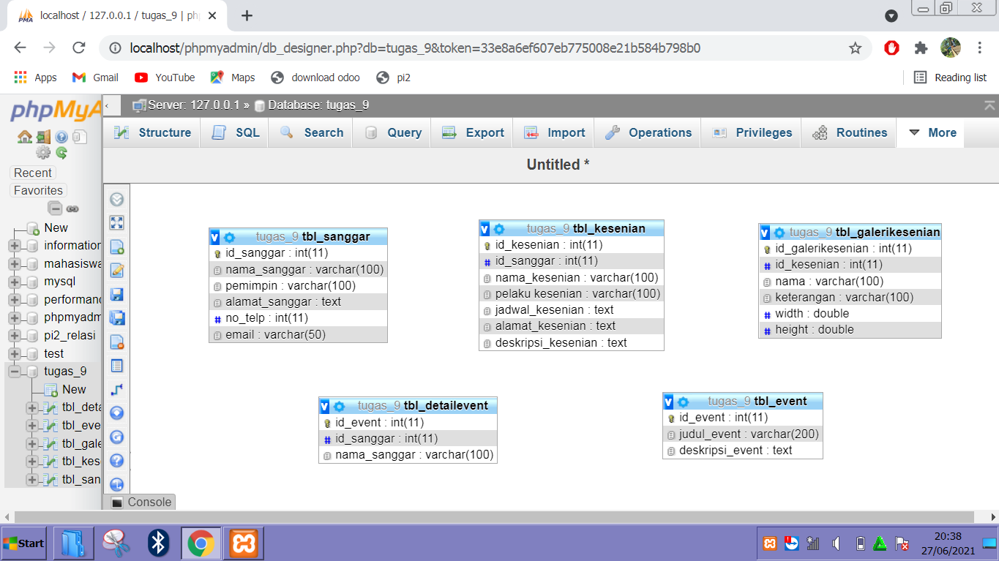 localhost / 127.0.0.1 / tugas_9 | ph
localhost/phpmyadmin/db_designer.php?db=tugas_9&token=33e8a6ef607eb775008e21b584b798b0
Apps Gmail YouTube Maps download odoo pi2 Reading list
phpMyA
Server: 127.0.0.1 » Database: tugas_9
Structure SQL Search Query Export Import Operations Privileges Routines More
Untitled *
Recent
Favorites
New
information
mahasiswa
mysql
performanc
phpmyadm
pi2_relasi
test
tugas_9
New
tbl_deta
tbl_eve
tbl_gale
tbl_kes
tbl_san
v tugas_9 tbl_sanggar
id_sanggar : int(11)
nama_sanggar : varchar(100)
pemimpin : varchar(100)
alamat_sanggar : text
# no_telp : int(11)
email : varchar(50)
v tugas_9 tbl_kesenian
id_kesenian : int(11)
# id_sanggar : int(11)
nama_kesenian : varchar(100)
pelaku kesenian : varchar(100)
jadwal_kesenian : text
alamat_kesenian : text
deskripsi_kesenian : text
v tugas_9 tbl_galerikesenian
id_galerikesenian : int(11)
# id_kesenian : int(11)
nama : varchar(100)
keterangan : varchar(100)
# width : double
# height : double
v tugas_9 tbl_detailevent
id_event : int(11)
# id_sanggar : int(11)
nama_sanggar : varchar(100)
v tugas_9 tbl_event
id_event : int(11)
judul_event : varchar(200)
deskripsi_event : text
Console
Start
20:38
27/06/2021